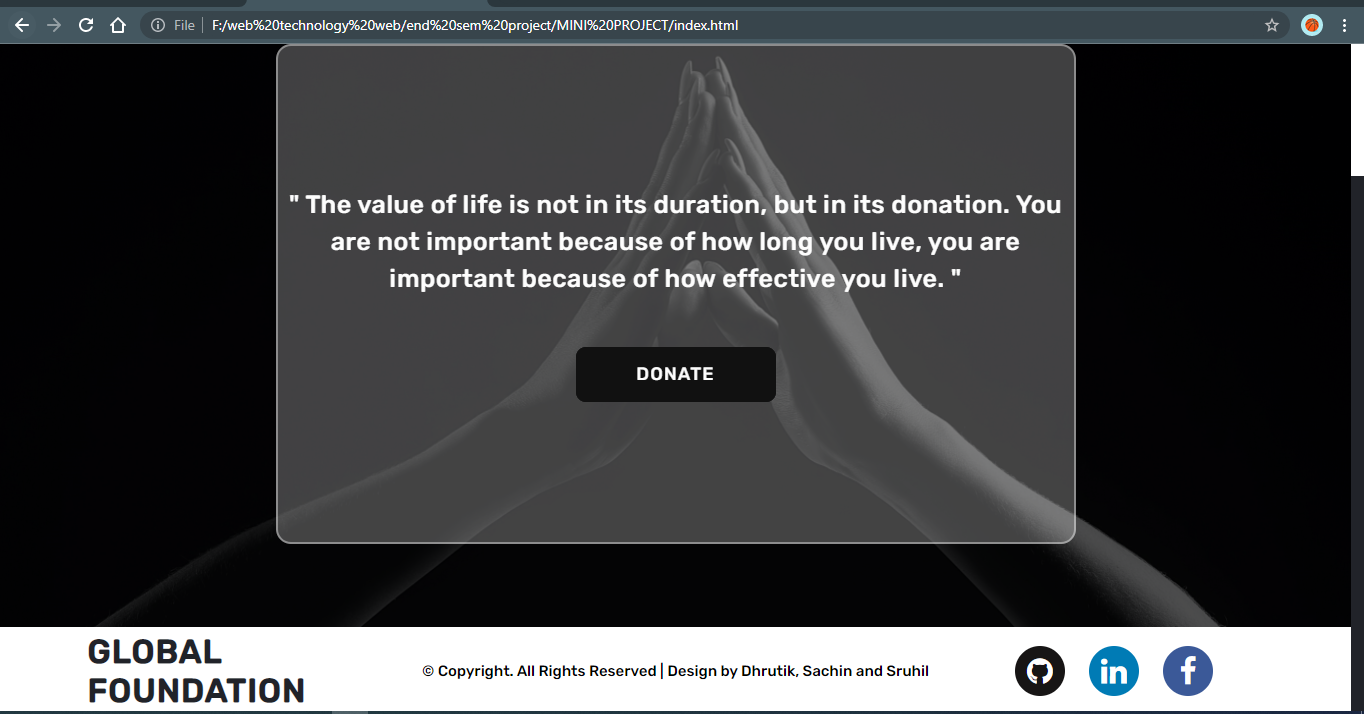 File
F:/web%20technology%20web/end%20sem%20project/MINI%20PROJECT/index.html
" The value of life is not in its duration, but in its donation. You
are not important because of how long you live, you are
important because of how effective you live. "
DONATE
GLOBAL
FOUNDATION
© Copyright. All Rights Reserved | Design by Dhrutik, Sachin and Sruhil
in
f